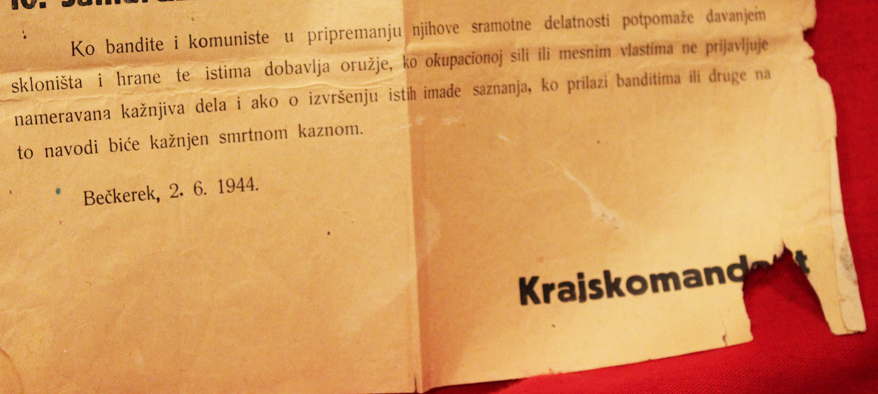 10.
Ko bandite i komuniste u pripremanju njihove sramotne delatnosti potpomaže davanjem
skloništa i hrane te istima dobavlja oružje, ko okupacionoj sili ili mesnim vlastima ne prijavljuje
nameravana kažnjiva dela i ako o izvršenju istih imade saznanja, ko prilazi banditima ili druge na
to navodi biće kažnjen smrtnom kaznom.
Bečkerek, 2. 6. 1944.
Krajskomandant